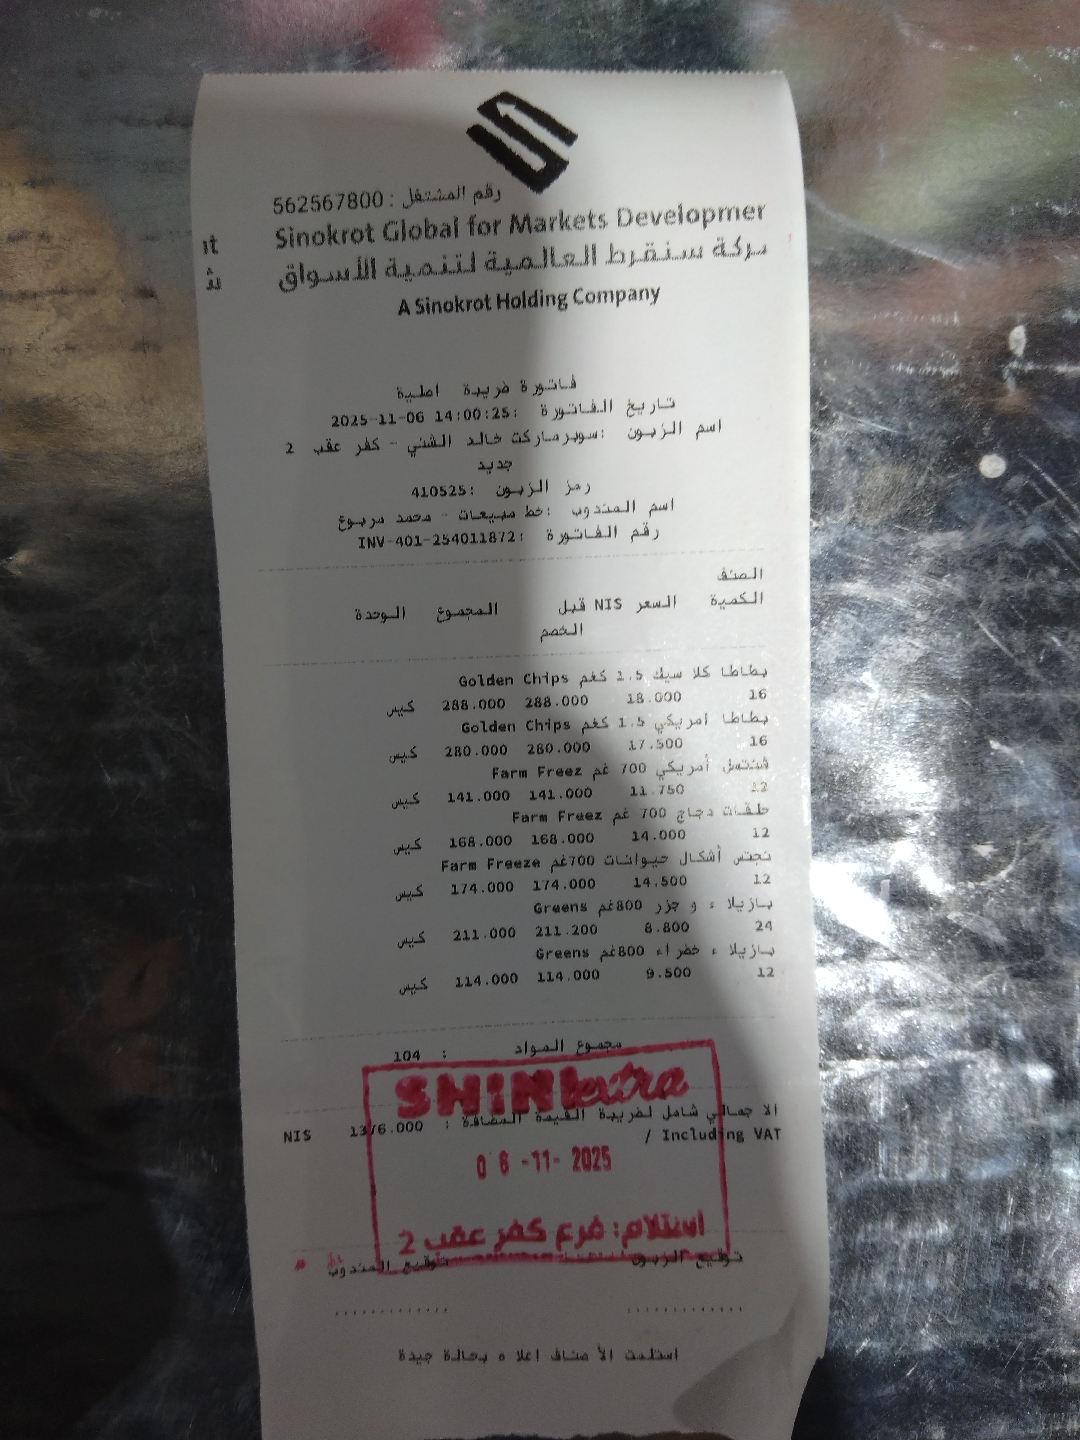 رقم المشتغل : 562567800
Sinokrot Global for Markets Developmer
nt
شركة سنقرط العالمية لتنمية الأسواق
A Sinokrot Holding Company
فاتورة ضريبة اصلية
تاريخ الفاتورة :2025-11-06 14:00:25
اسم الزبون :سوبرماركت خالد الشني - كفر عقب 2
جديد
رمز الزبون :410525
اسم المندوب :خط مبيعات - محمد مربوع
رقم الفاتورة :INV-401-254011872
الصنف
الكمية السعر NIS قبل المجموع الوحدة
الخصم
بطاطا كلاسيك 1.5 كغم Golden Chips
16 18.000 288.000 288.000 كيس
بطاطا امريكي 1.5 كغم Golden Chips
16 17.500 280.000 280.000 كيس
شنتسل أمريكي 700 غم Farm Freez
12 11.750 141.000 141.000 كيس
حلقات دجاج 700 غم Farm Freez
12 14.000 168.000 168.000 كيس
نجتس أشكال حيوانات 700غم Farm Freeze
12 14.500 174.000 174.000 كيس
بازيلاء و جزر 800غم Greens
24 8.800 211.200 211.000 كيس
بازيلاء خضراء 800غم Greens
12 9.500 114.000 114.000 كيس
مجموع المواد : 104
SHINI extra
الاجمالي شامل لضريبة القيمة المضافة : 1376.000 NIS
/ Including VAT
06-11-2025
استلام: فرع كفر عقب 2
توقيع الزبون توقيع المندوب
............. .............
استلمت الأصناف اعلاه بحالة جيدة